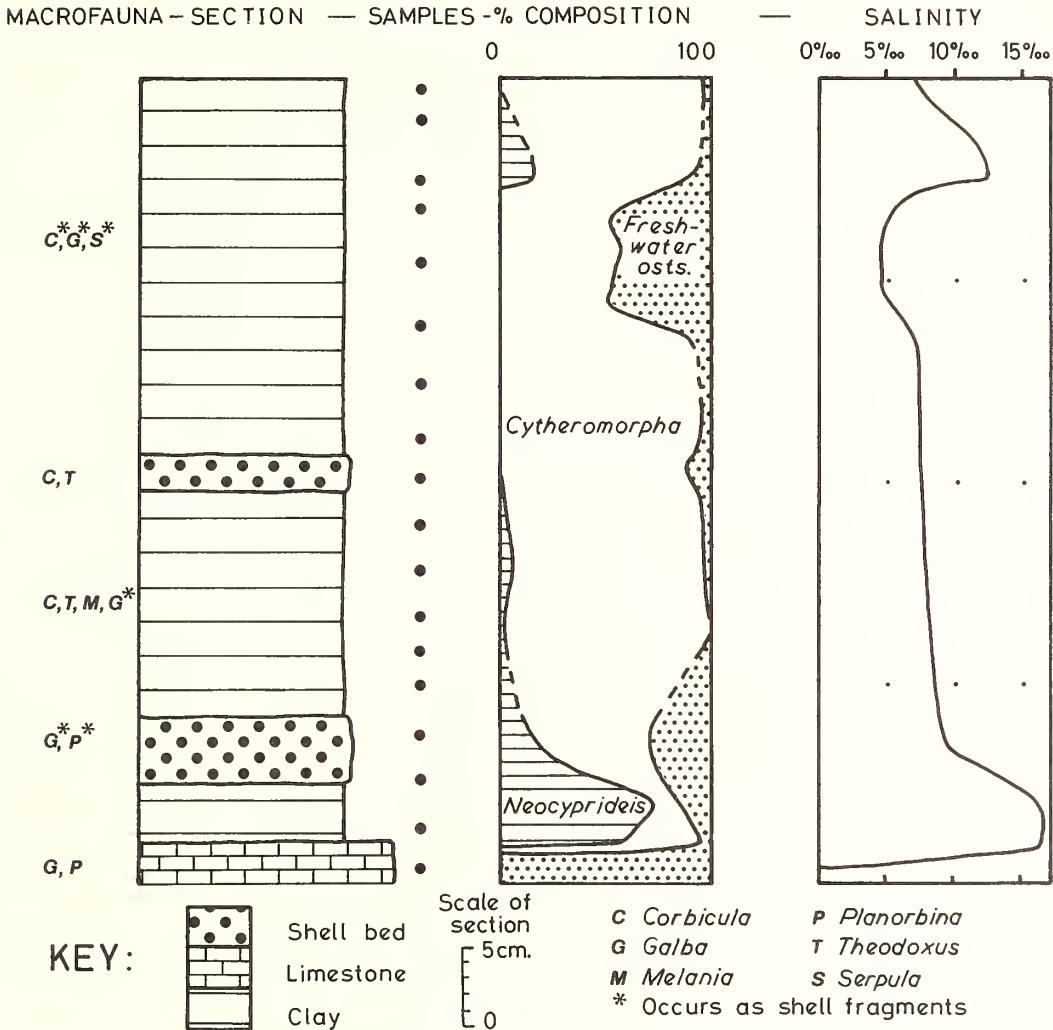 MACROFAUNA – SECTION — SAMPLES - % COMPOSITION — SALINITY
0 100 0‰ 5‰ 10‰ 15‰
C,G,*S*
Fresh-
water
osts.
Cytheromorpha
C, T
C, T, M, G*
G,*P*
Neocyprideis
G, P
KEY:
Shell bed
Limestone
Clay
Scale of
section
5cm.
0
C Corbicula P Planorbina
G Galba T Theodoxus
M Melania S Serpula
* Occurs as shell fragments